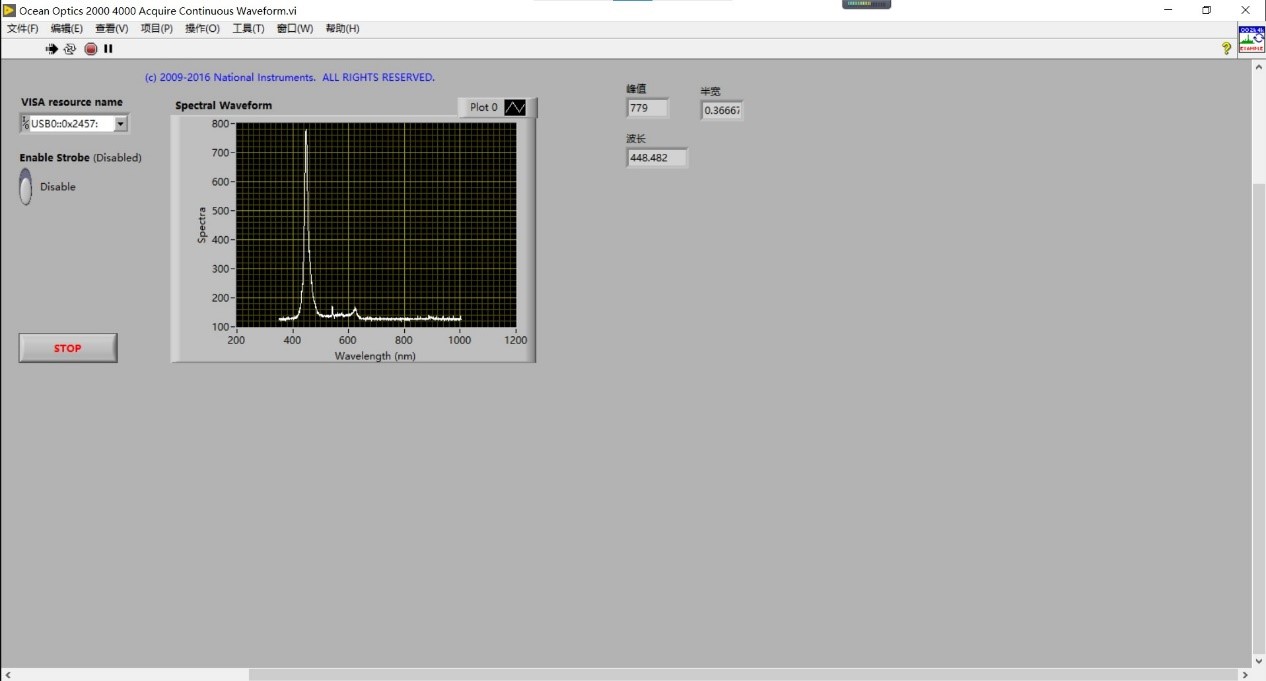 Ocean Optics 2000 4000 Acquire Continuous Waveform.vi
文件(F) 编辑(E) 查看(V) 项目(P) 操作(O) 工具(T) 窗口(W) 帮助(H)
(c) 2009-2016 National Instruments. ALL RIGHTS RESERVED.
VISA resource name
USB0::0x2457:
Enable Strobe (Disabled)
Disable
STOP
Spectral Waveform
Plot 0
800
700
600
500
400
300
200
100
Spectra
200 400 600 800 1000 1200
Wavelength (nm)
峰值
779
半宽
0.36667
波长
448.482